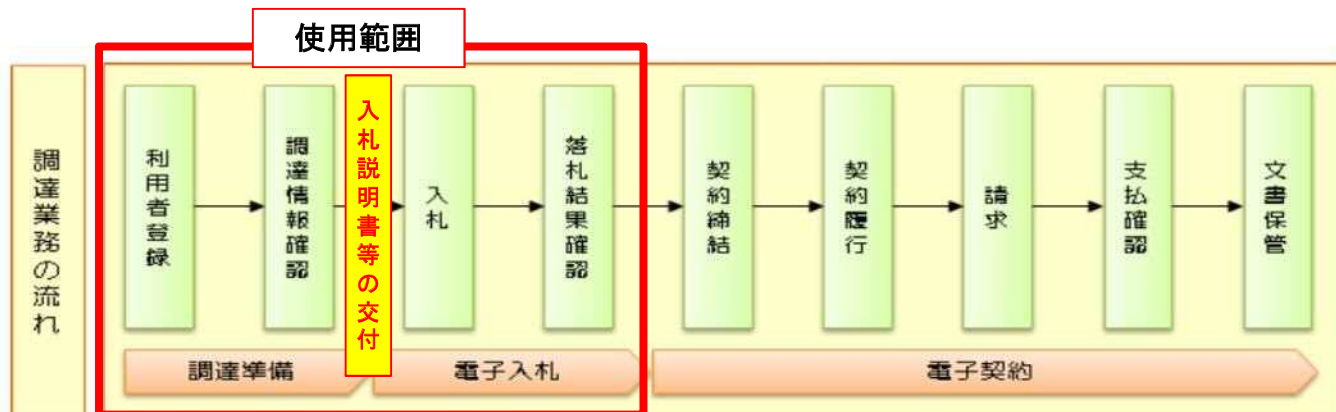 使用範囲
調達業務の流れ
利用者登録
調達情報確認
入札説明書等の交付
入札
落札結果確認
契約締結
契約履行
請求
支払確認
文書保管
調達準備
電子入札
電子契約